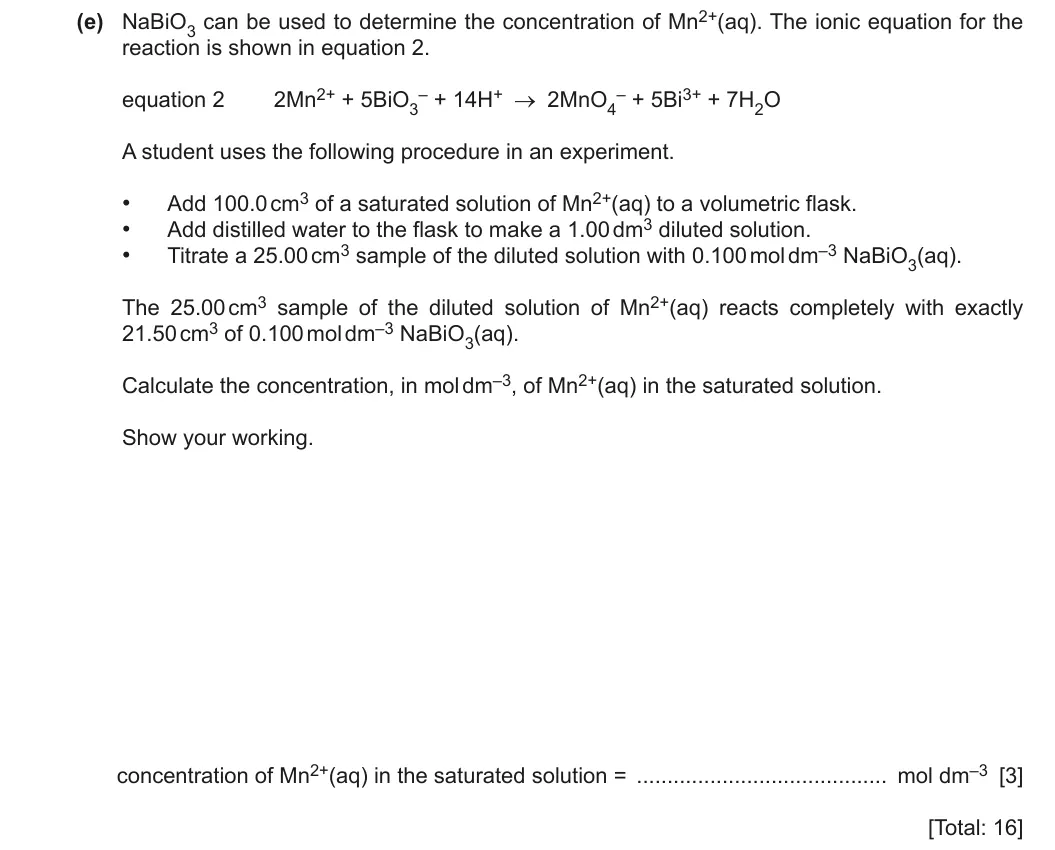 (e) NaBiO₃ can be used to determine the concentration of Mn²⁺(aq). The ionic equation for the
reaction is shown in equation 2.
equation 2 2Mn²⁺ + 5BiO₃⁻ + 14H⁺ → 2MnO₄⁻ + 5Bi³⁺ + 7H₂O
A student uses the following procedure in an experiment.
• Add 100.0 cm³ of a saturated solution of Mn²⁺(aq) to a volumetric flask.
• Add distilled water to the flask to make a 1.00 dm³ diluted solution.
• Titrate a 25.00 cm³ sample of the diluted solution with 0.100 mol dm⁻³ NaBiO₃(aq).
The 25.00 cm³ sample of the diluted solution of Mn²⁺(aq) reacts completely with exactly
21.50 cm³ of 0.100 mol dm⁻³ NaBiO₃(aq).
Calculate the concentration, in mol dm⁻³, of Mn²⁺(aq) in the saturated solution.
Show your working.
concentration of Mn²⁺(aq) in the saturated solution = ......................................... mol dm⁻³ [3]
[Total: 16]